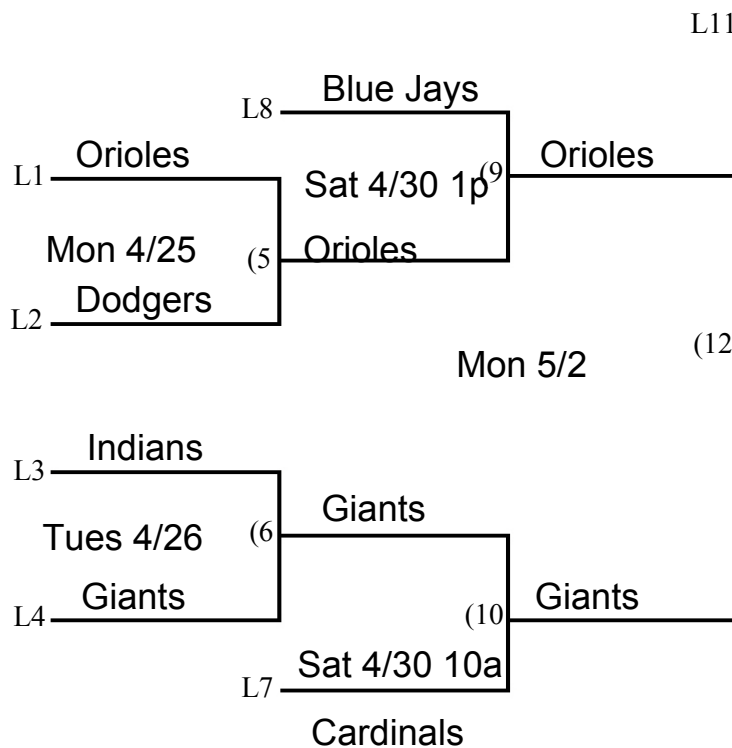 L11
Blue Jays
L8
Orioles
Orioles
L1
Sat 4/30 1p
(9
Mon 4/25
(5
Orioles
Dodgers
L2
(12
Mon 5/2
Indians
L3
Giants
Tues 4/26
(6
Giants
Giants
L4
(10
Sat 4/30 10a
L7
Cardinals